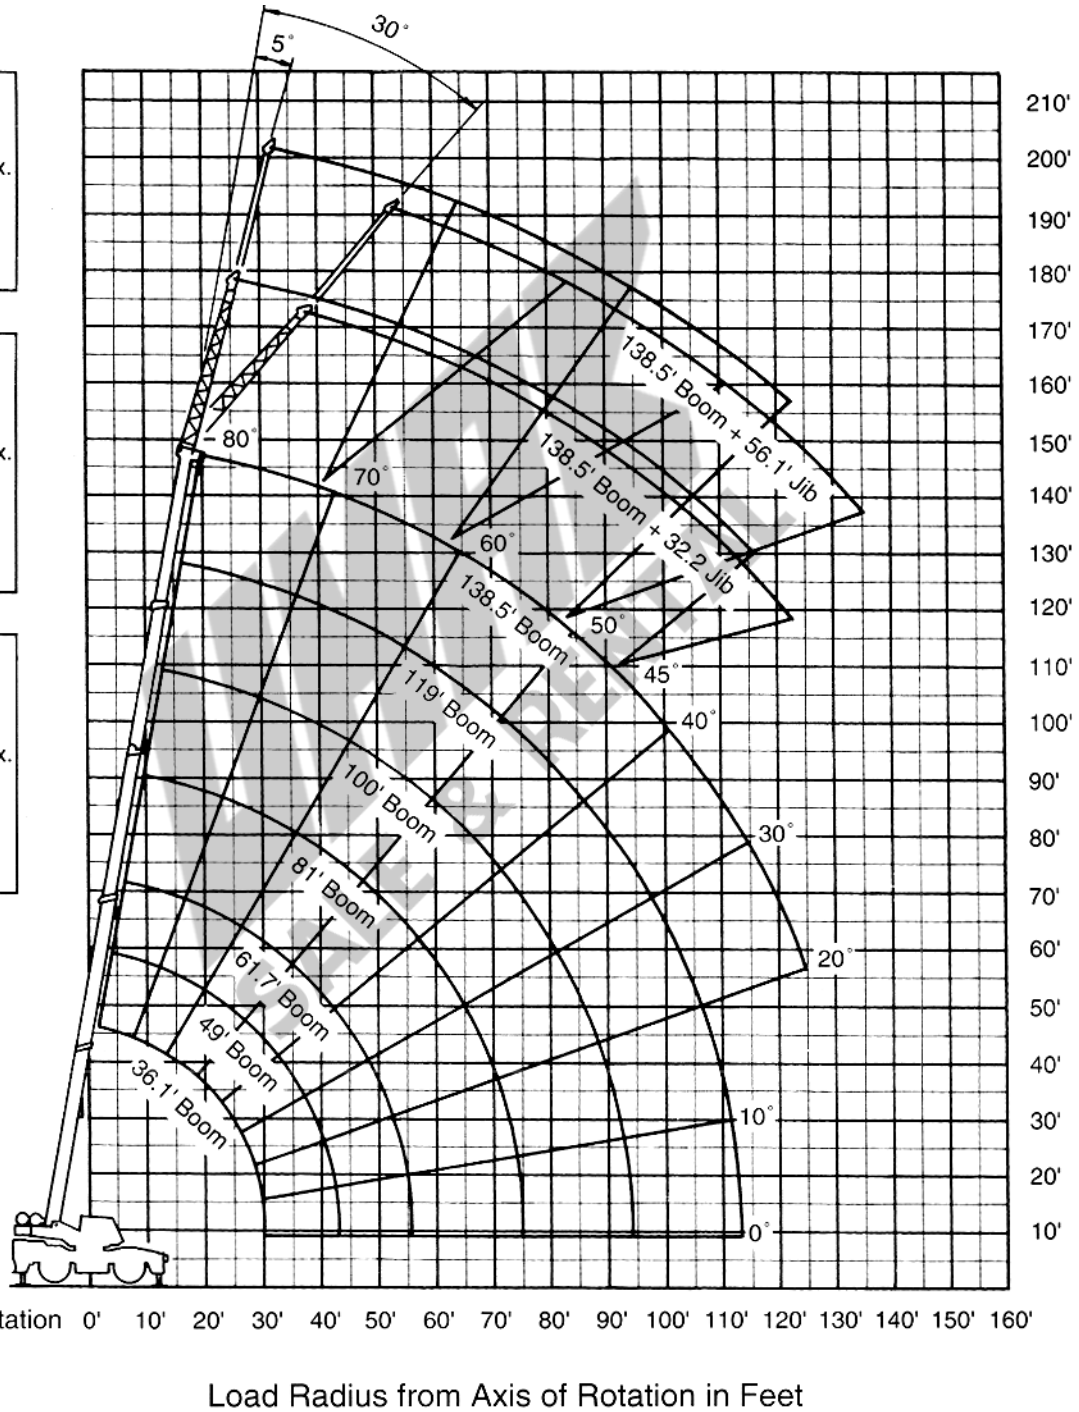 30°
5°
210'
200'
190'
180'
170'
160'
150'
140'
130'
120'
110'
100'
90'
80'
70'
60'
50'
40'
30'
20'
10'
x.
x.
x.
80°
70°
60°
50°
45°
40°
30°
20°
10°
0°
138.5' Boom + 56.1' Jib
138.5' Boom + 32.2 Jib
138.5' Boom
119' Boom
100' Boom
81' Boom
61.7' Boom
49' Boom
36.1' Boom
SALE & RENTAL
tation 0' 10' 20' 30' 40' 50' 60' 70' 80' 90' 100' 110' 120' 130' 140' 150' 160'
Load Radius from Axis of Rotation in Feet